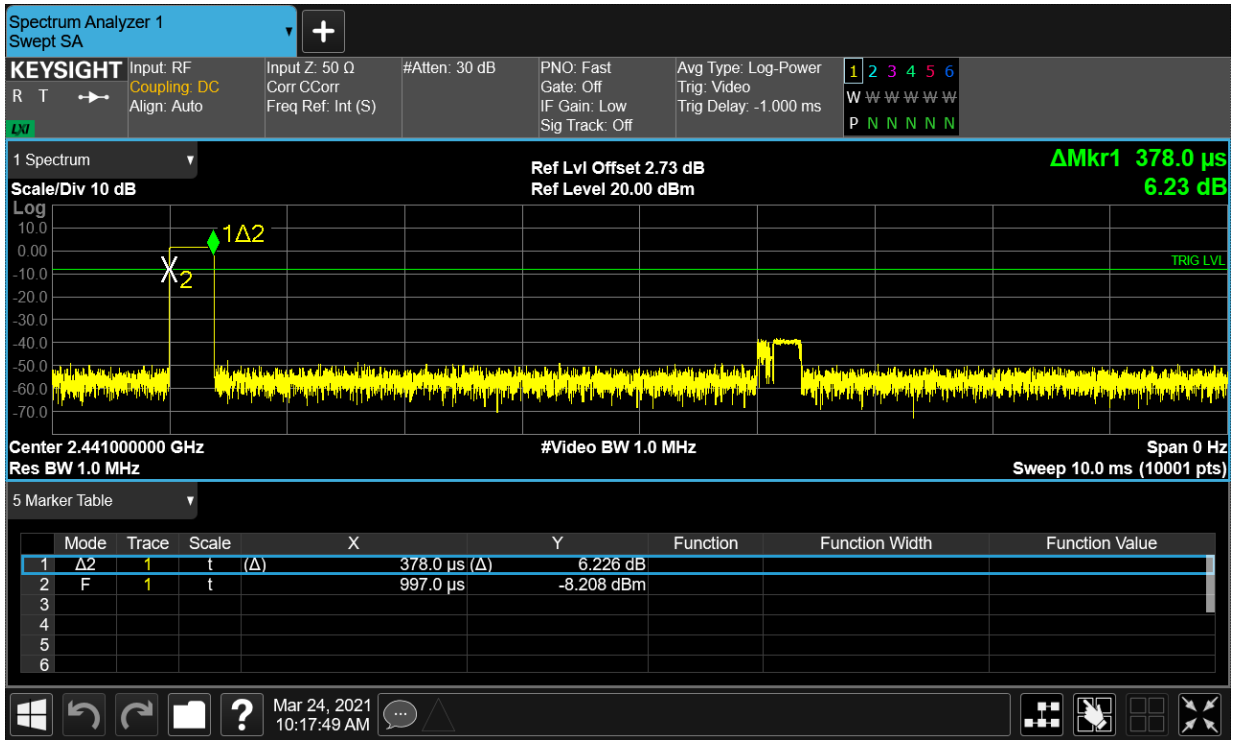 Spectrum Analyzer 1
Swept SA
KEYSIGHT
R T
LXI
Input: RF
Coupling: DC
Align: Auto
Input Z: 50 Ω
Corr CCorr
Freq Ref: Int (S)
#Atten: 30 dB
PNO: Fast
Gate: Off
IF Gain: Low
Sig Track: Off
Avg Type: Log-Power
Trig: Video
Trig Delay: -1.000 ms
1 2 3 4 5 6
W W W W W W
P N N N N N
1 Spectrum
Scale/Div 10 dB
Ref Lvl Offset 2.73 dB
Ref Level 20.00 dBm
ΔMkr1 378.0 µs
6.23 dB
Log
10.0
0.00
-10.0
-20.0
-30.0
-40.0
-50.0
-60.0
-70.0
1Δ2
2
TRIG LVL
Center 2.441000000 GHz
#Video BW 1.0 MHz
Span 0 Hz
Res BW 1.0 MHz
Sweep 10.0 ms (10001 pts)
5 Marker Table
Mode Trace Scale X Y Function Function Width Function Value
1 Δ2 1 t (Δ) 378.0 µs (Δ) 6.226 dB
2 F 1 t 997.0 µs -8.208 dBm
3
4
5
6
?
Mar 24, 2021
10:17:49 AM